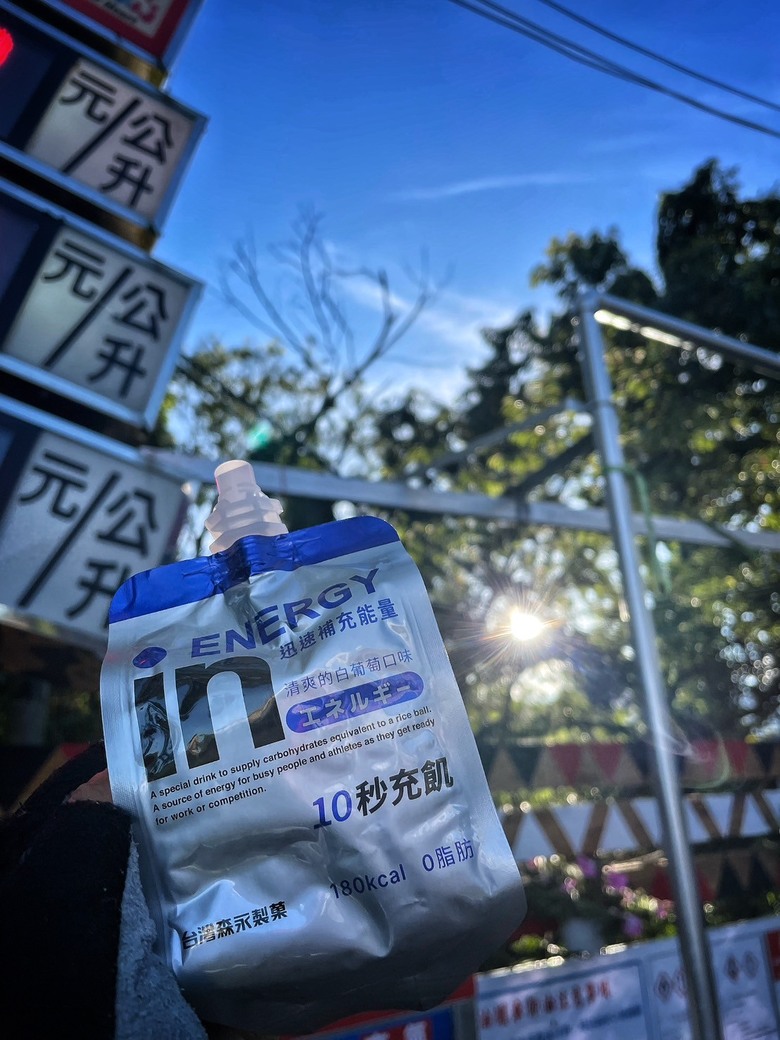 元/公升
元/公升
元/公升
ENERGY
迅速補充能量
in
清爽的白葡萄口味
エネルギー
A special drink to supply carbohydrates equivalent to a rice ball.
A source of energy for busy people and athletes as they get ready
for work or competition.
10秒充飢
180kcal 0脂肪
台灣森永製菓